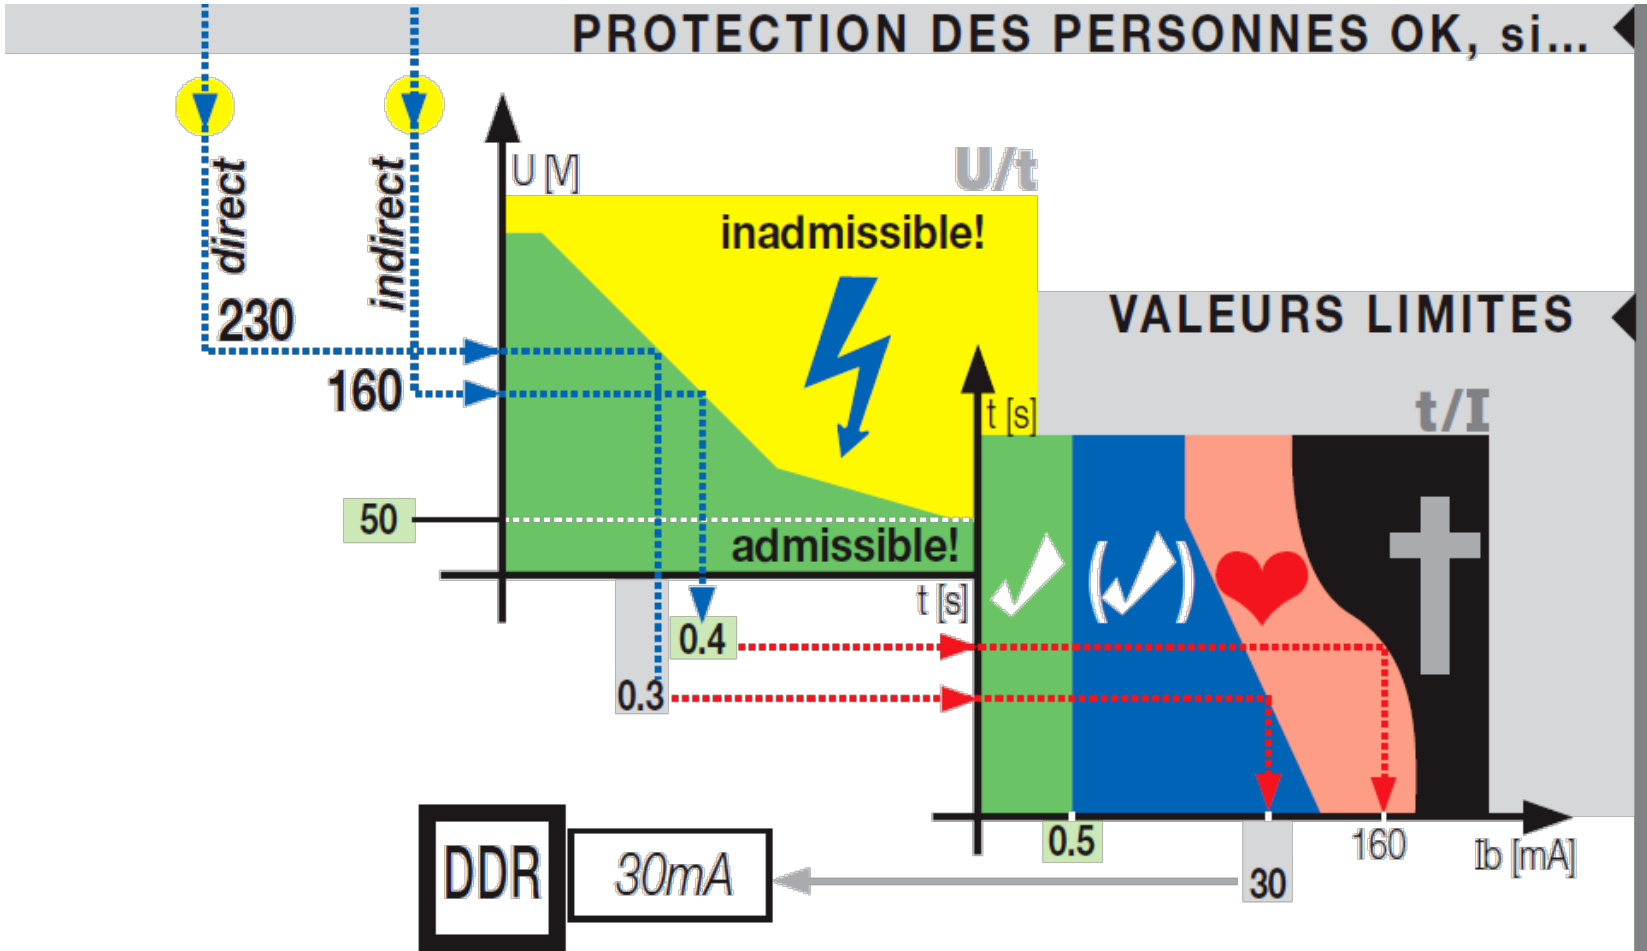 PROTECTION DES PERSONNES OK, si...
direct
indirect
U [V]
U/t
inadmissible!
230
160
VALEURS LIMITES
t/I
t [s]
50
admissible!
t [s]
0.4
0.3
0.5
160
Ib [mA]
30
DDR
30mA